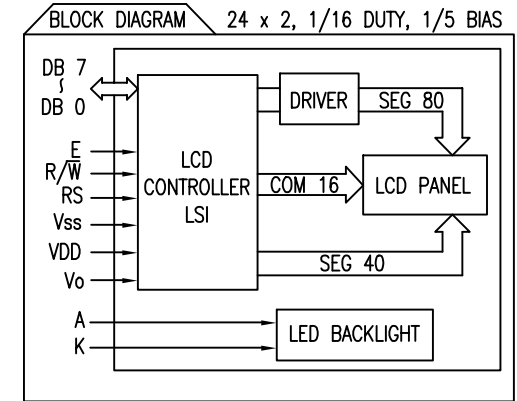 BLOCK DIAGRAM
24 x 2, 1/16 DUTY, 1/5 BIAS
DB 7
∫
DB 0
E
R/W̅
RS
Vss
VDD
Vo
A
K
LCD
CONTROLLER
LSI
DRIVER
SEG 80
COM 16
LCD PANEL
SEG 40
LED BACKLIGHT